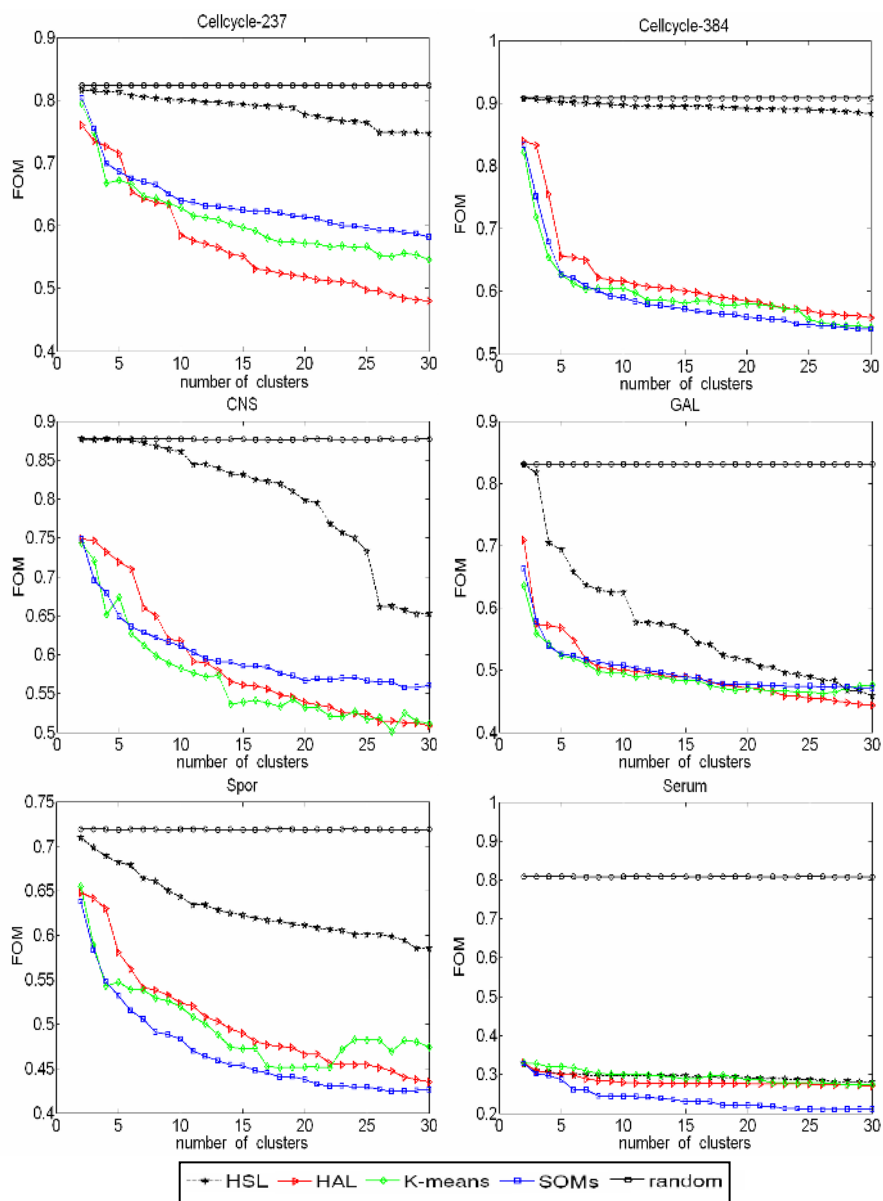 Cellcycle-237
0.9
0.8
0.7
0.6
0.5
0.4
FOM
0 5 10 15 20 25 30
number of clusters
Cellcycle-384
1
0.9
0.8
0.7
0.6
0.5
FOM
0 5 10 15 20 25 30
number of clusters
CNS
0.9
0.85
0.8
0.75
0.7
0.65
0.6
0.55
0.5
FOM
0 5 10 15 20 25 30
number of clusters
GAL
0.9
0.8
0.7
0.6
0.5
0.4
FOM
0 5 10 15 20 25 30
number of clusters
Spor
0.75
0.7
0.65
0.6
0.55
0.5
0.45
0.4
FOM
0 5 10 15 20 25 30
number of clusters
Serum
1
0.9
0.8
0.7
0.6
0.5
0.4
0.3
0.2
FOM
0 5 10 15 20 25 30
number of clusters
HSL HAL K-means SOMs random